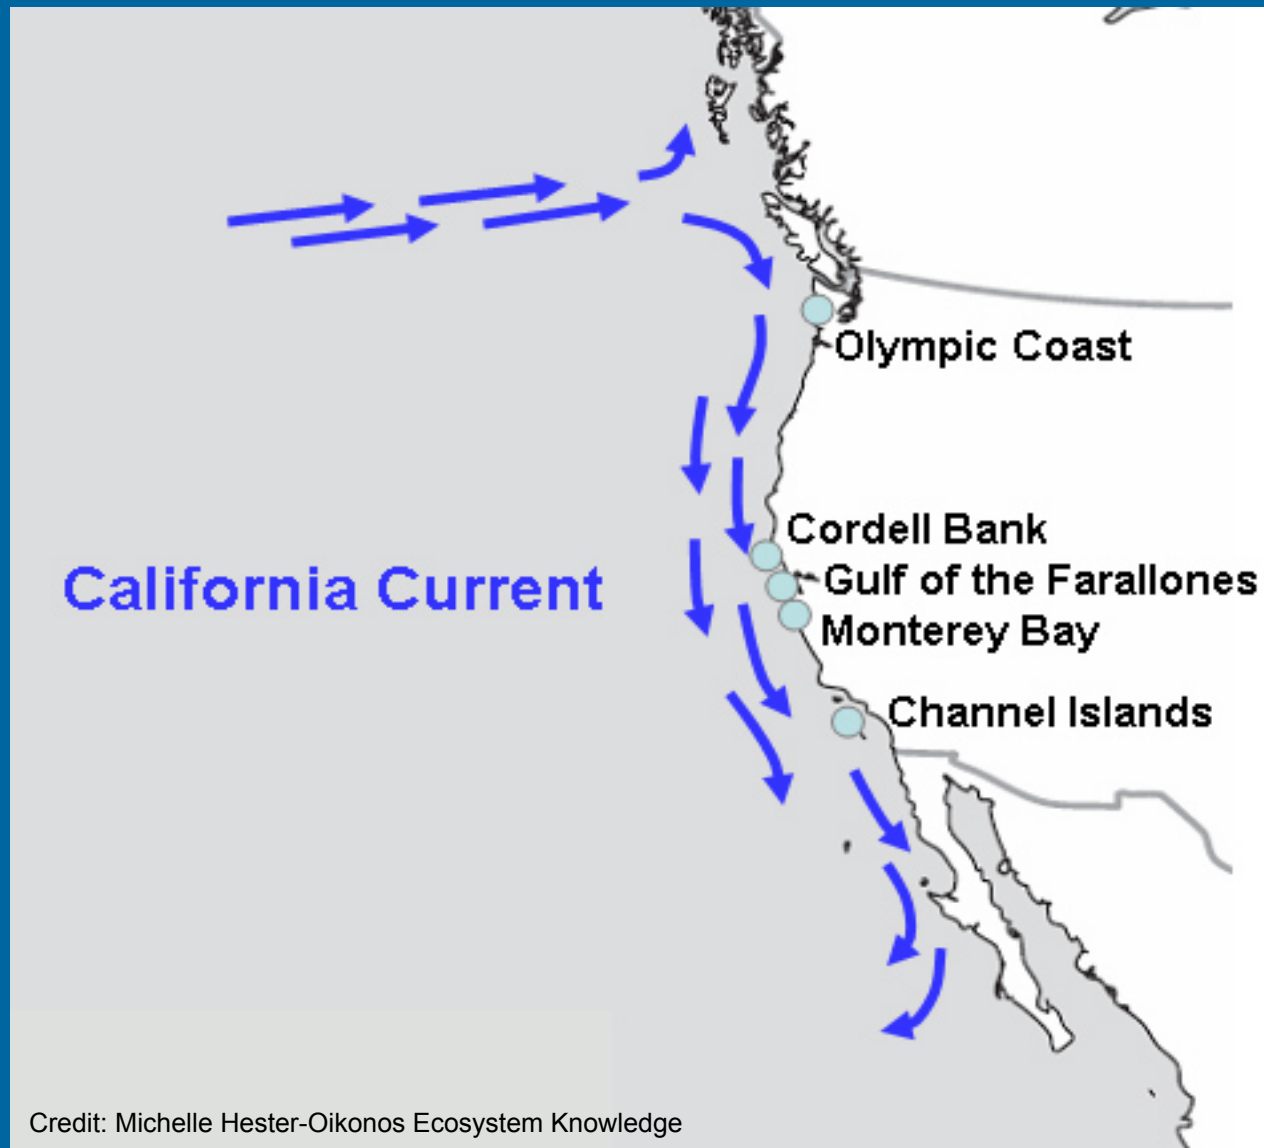 Olympic Coast
Cordell Bank
California Current
Gulf of the Farallones
Monterey Bay
Channel Islands
Credit: Michelle Hester-Oikonos Ecosystem Knowledge